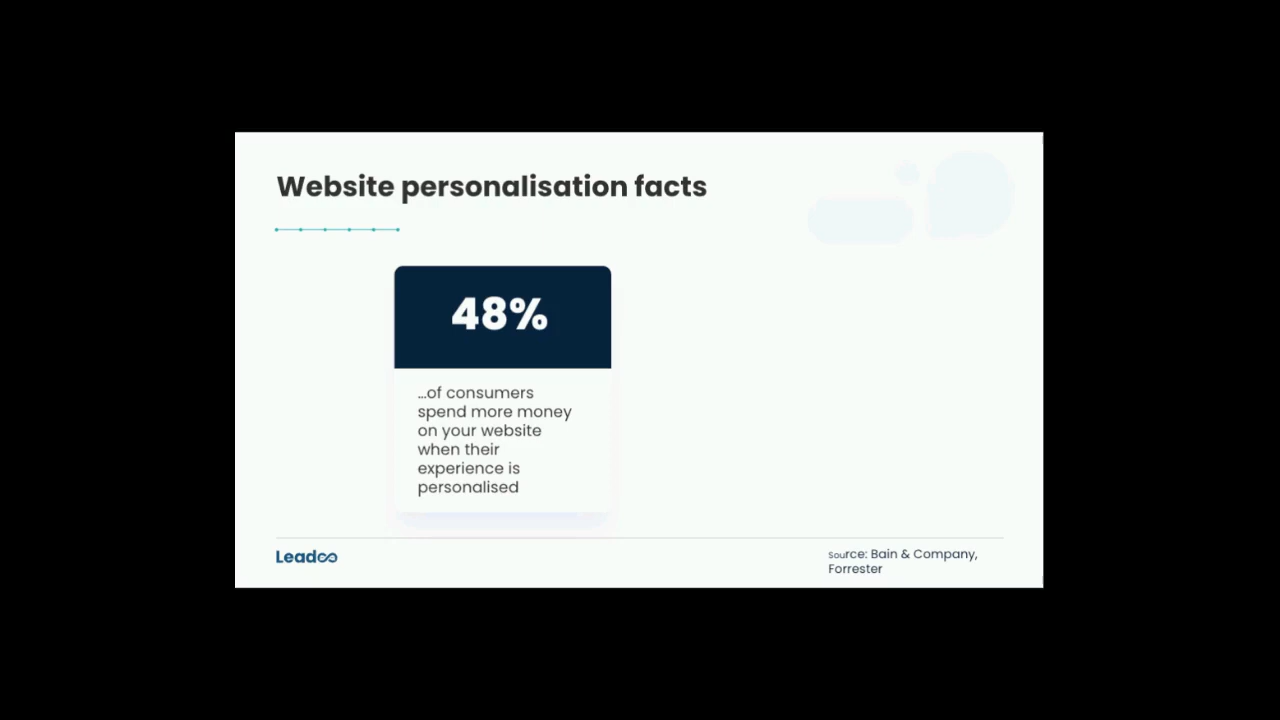 Website personalisation facts
48%
...of consumers
spend more money
on your website
when their
experience is
personalised
Leadoo
Source: Bain & Company,
Forrester